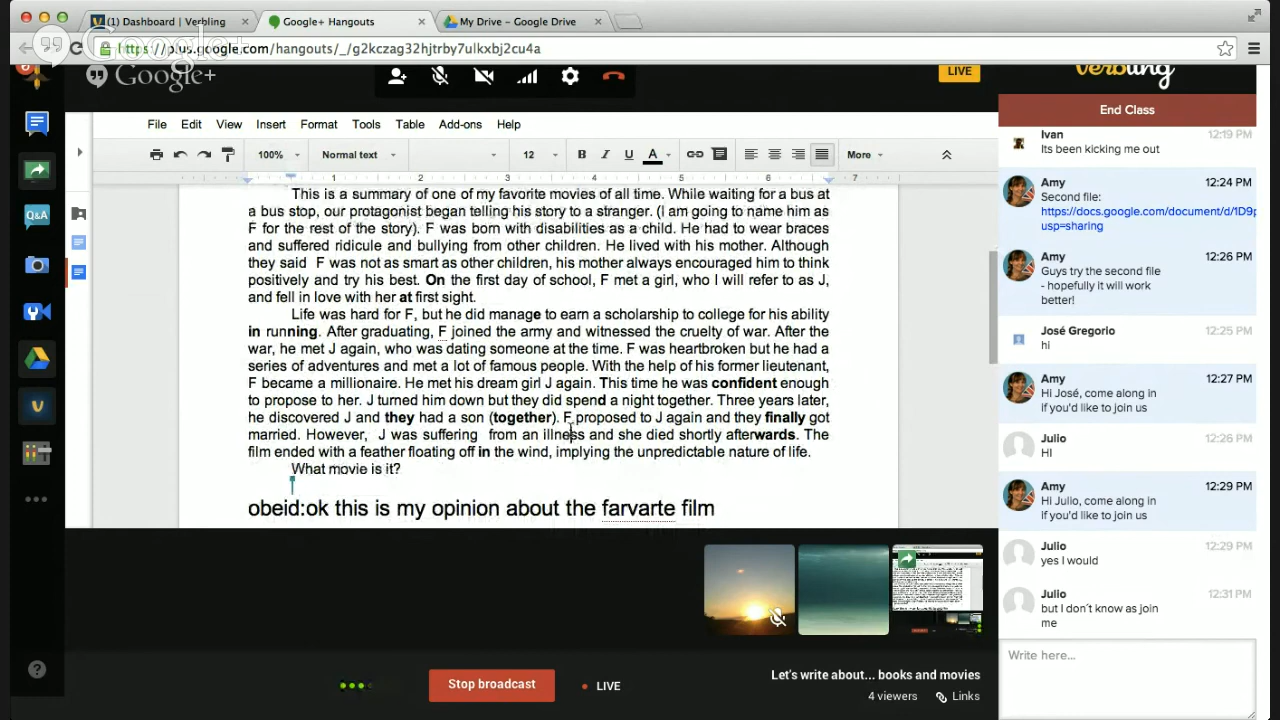 (1) Dashboard | Verbling
Google+ Hangouts
My Drive – Google Drive
https://plus.google.com/hangouts/_/g2kczag32hjtrby7ulkxbj2cu4a
Google+
Google+
LIVE
verbling
End Class
File Edit View Insert Format Tools Table Add-ons Help
100% Normal text 12 B I U A More
1 2 3 4 5 6 7
This is a summary of one of my favorite movies of all time. While waiting for a bus at
a bus stop, our protagonist began telling his story to a stranger. (I am going to name him as
F for the rest of the story). F was born with disabilities as a child. He had to wear braces
and suffered ridicule and bullying from other children. He lived with his mother. Although
they said F was not as smart as other children, his mother always encouraged him to think
positively and try his best. On the first day of school, F met a girl, who I will refer to as J,
and fell in love with her at first sight.
Life was hard for F, but he did manage to earn a scholarship to college for his ability
in running. After graduating, F joined the army and witnessed the cruelty of war. After the
war, he met J again, who was dating someone at the time. F was heartbroken but he had a
series of adventures and met a lot of famous people. With the help of his former lieutenant,
F became a millionaire. He met his dream girl J again. This time he was confident enough
to propose to her. J turned him down but they did spend a night together. Three years later,
he discovered J and they had a son (together). F proposed to J again and they finally got
married. However, J was suffering from an illness and she died shortly afterwards. The
film ended with a feather floating off in the wind, implying the unpredictable nature of life.
What movie is it?
obeid:ok this is my opinion about the farvarte film
Q&A
Ivan 12:19 PM
Its been kicking me out
Amy 12:24 PM
Second file:
https://docs.google.com/document/d/1D9p
usp=sharing
Amy 12:26 PM
Guys try the second file
- hopefully it will work
better!
José Gregorio 12:25 PM
hi
Amy 12:27 PM
Hi José, come along in
if you'd like to join us
Julio 12:26 PM
HI
Amy 12:29 PM
Hi Julio, come along in
if you'd like to join us
Julio 12:29 PM
yes I would
Julio 12:31 PM
but I don´t know as join
me
Write here...
Stop broadcast
LIVE
Let's write about... books and movies
4 viewers Links